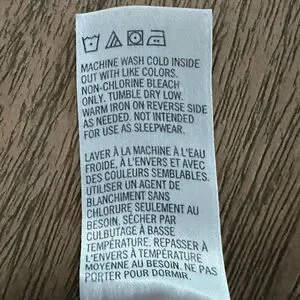 MACHINE WASH COLD INSIDE
OUT WITH LIKE COLORS.
NON-CHLORINE BLEACH
ONLY. TUMBLE DRY LOW.
WARM IRON ON REVERSE SIDE
AS NEEDED. NOT INTENDED
FOR USE AS SLEEPWEAR.
LAVER À LA MACHINE À L'EAU
FROIDE, À L'ENVERS ET AVEC
DES COULEURS SEMBLABLES.
UTILISER UN AGENT DE
BLANCHIMENT SANS
CHLORURE SEULEMENT AU
BESOIN. SÉCHER PAR
CULBUTAGE À BASSE
TEMPÉRATURE. REPASSER À
L'ENVERS À TEMPÉRATURE
MOYENNE AU BESOIN. NE PAS
PORTER POUR DORMIR.